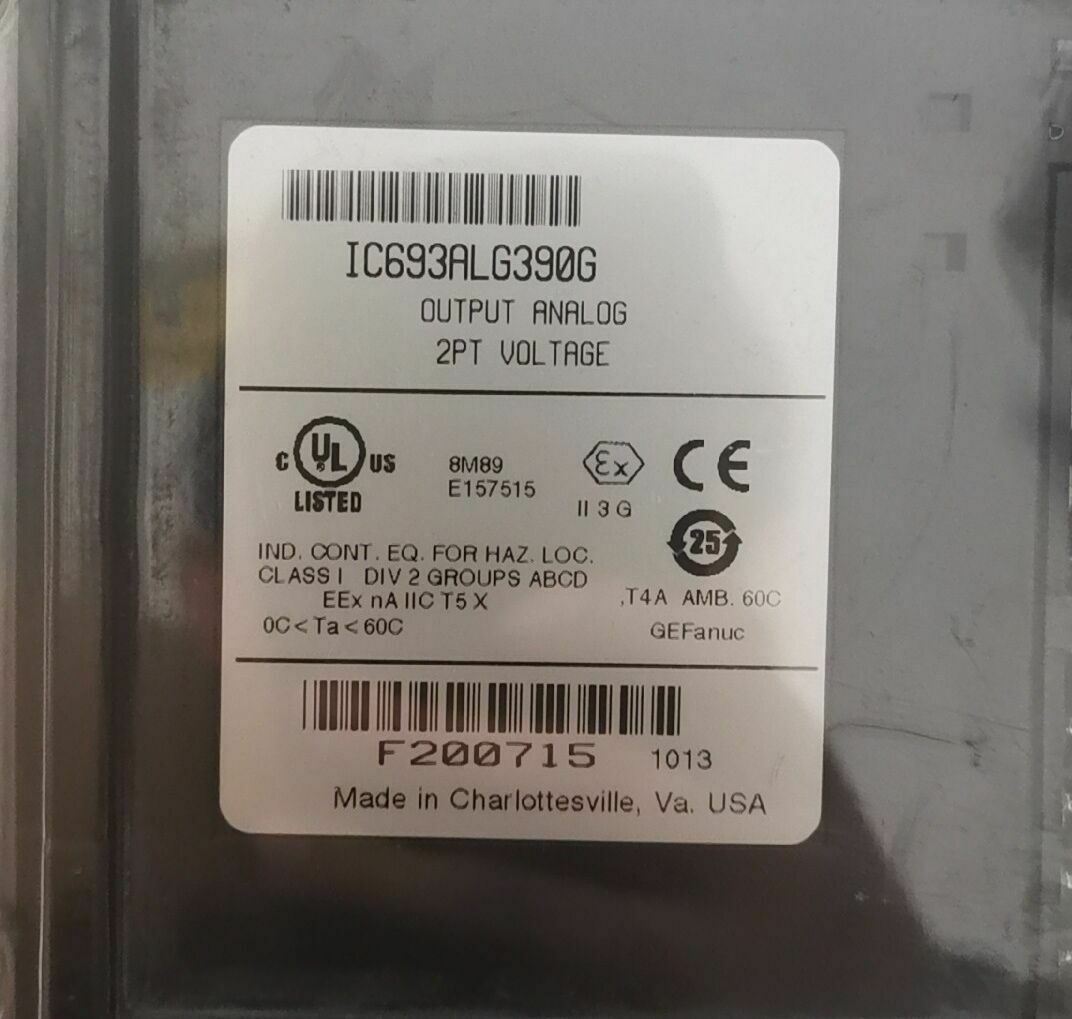 IC693ALG390G
OUTPUT ANALOG
2PT VOLTAGE
C UL US
LISTED
8M89
E157515
Ex
II 3 G
CE
25
IND. CONT. EQ. FOR HAZ. LOC.
CLASS I DIV 2 GROUPS ABCD
EEx nA IIC T5 X
0C<Ta<60C
,T4A AMB. 60C
GEFanuc
F200715 1013
Made in Charlottesville, Va. USA